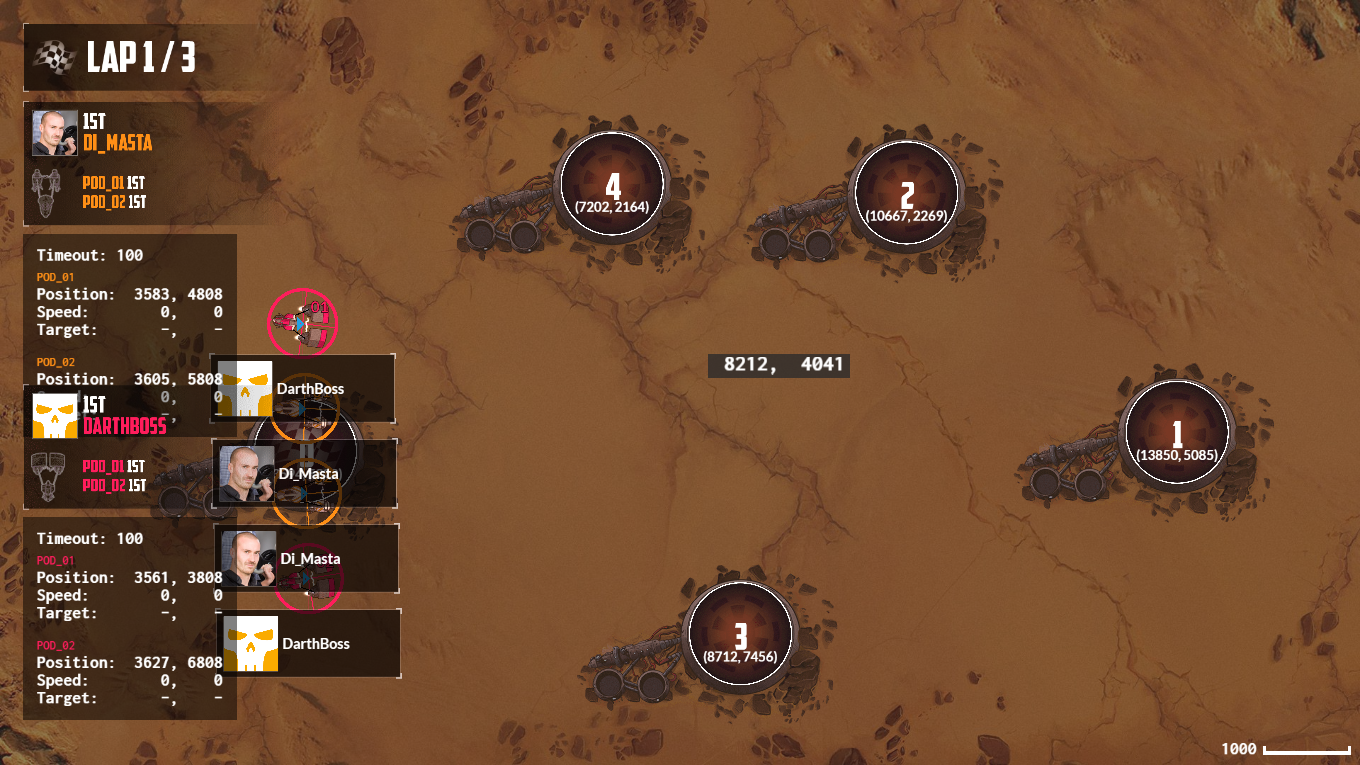 LAP 1 / 3
1ST
DI_MASTA
POD_01 1ST
POD_02 1ST
Timeout: 100
POD_01
Position: 3583, 4808
Speed: 0, 0
Target: -, -
POD_02
Position: 3605, 5808
0, 0
-, -
1ST
DARTHBOSS
POD_01 1ST
POD_02 1ST
Timeout: 100
POD_01
Position: 3561, 3808
Speed: 0, 0
Target: -, -
POD_02
Position: 3627, 6808
Speed: 0, 0
Target: -, -
01
DarthBoss
Di_Masta
Di_Masta
DarthBoss
4
(7202, 2164)
2
(10667, 2269)
8212, 4041
1
(13850, 5085)
3
(8712, 7456)
1000